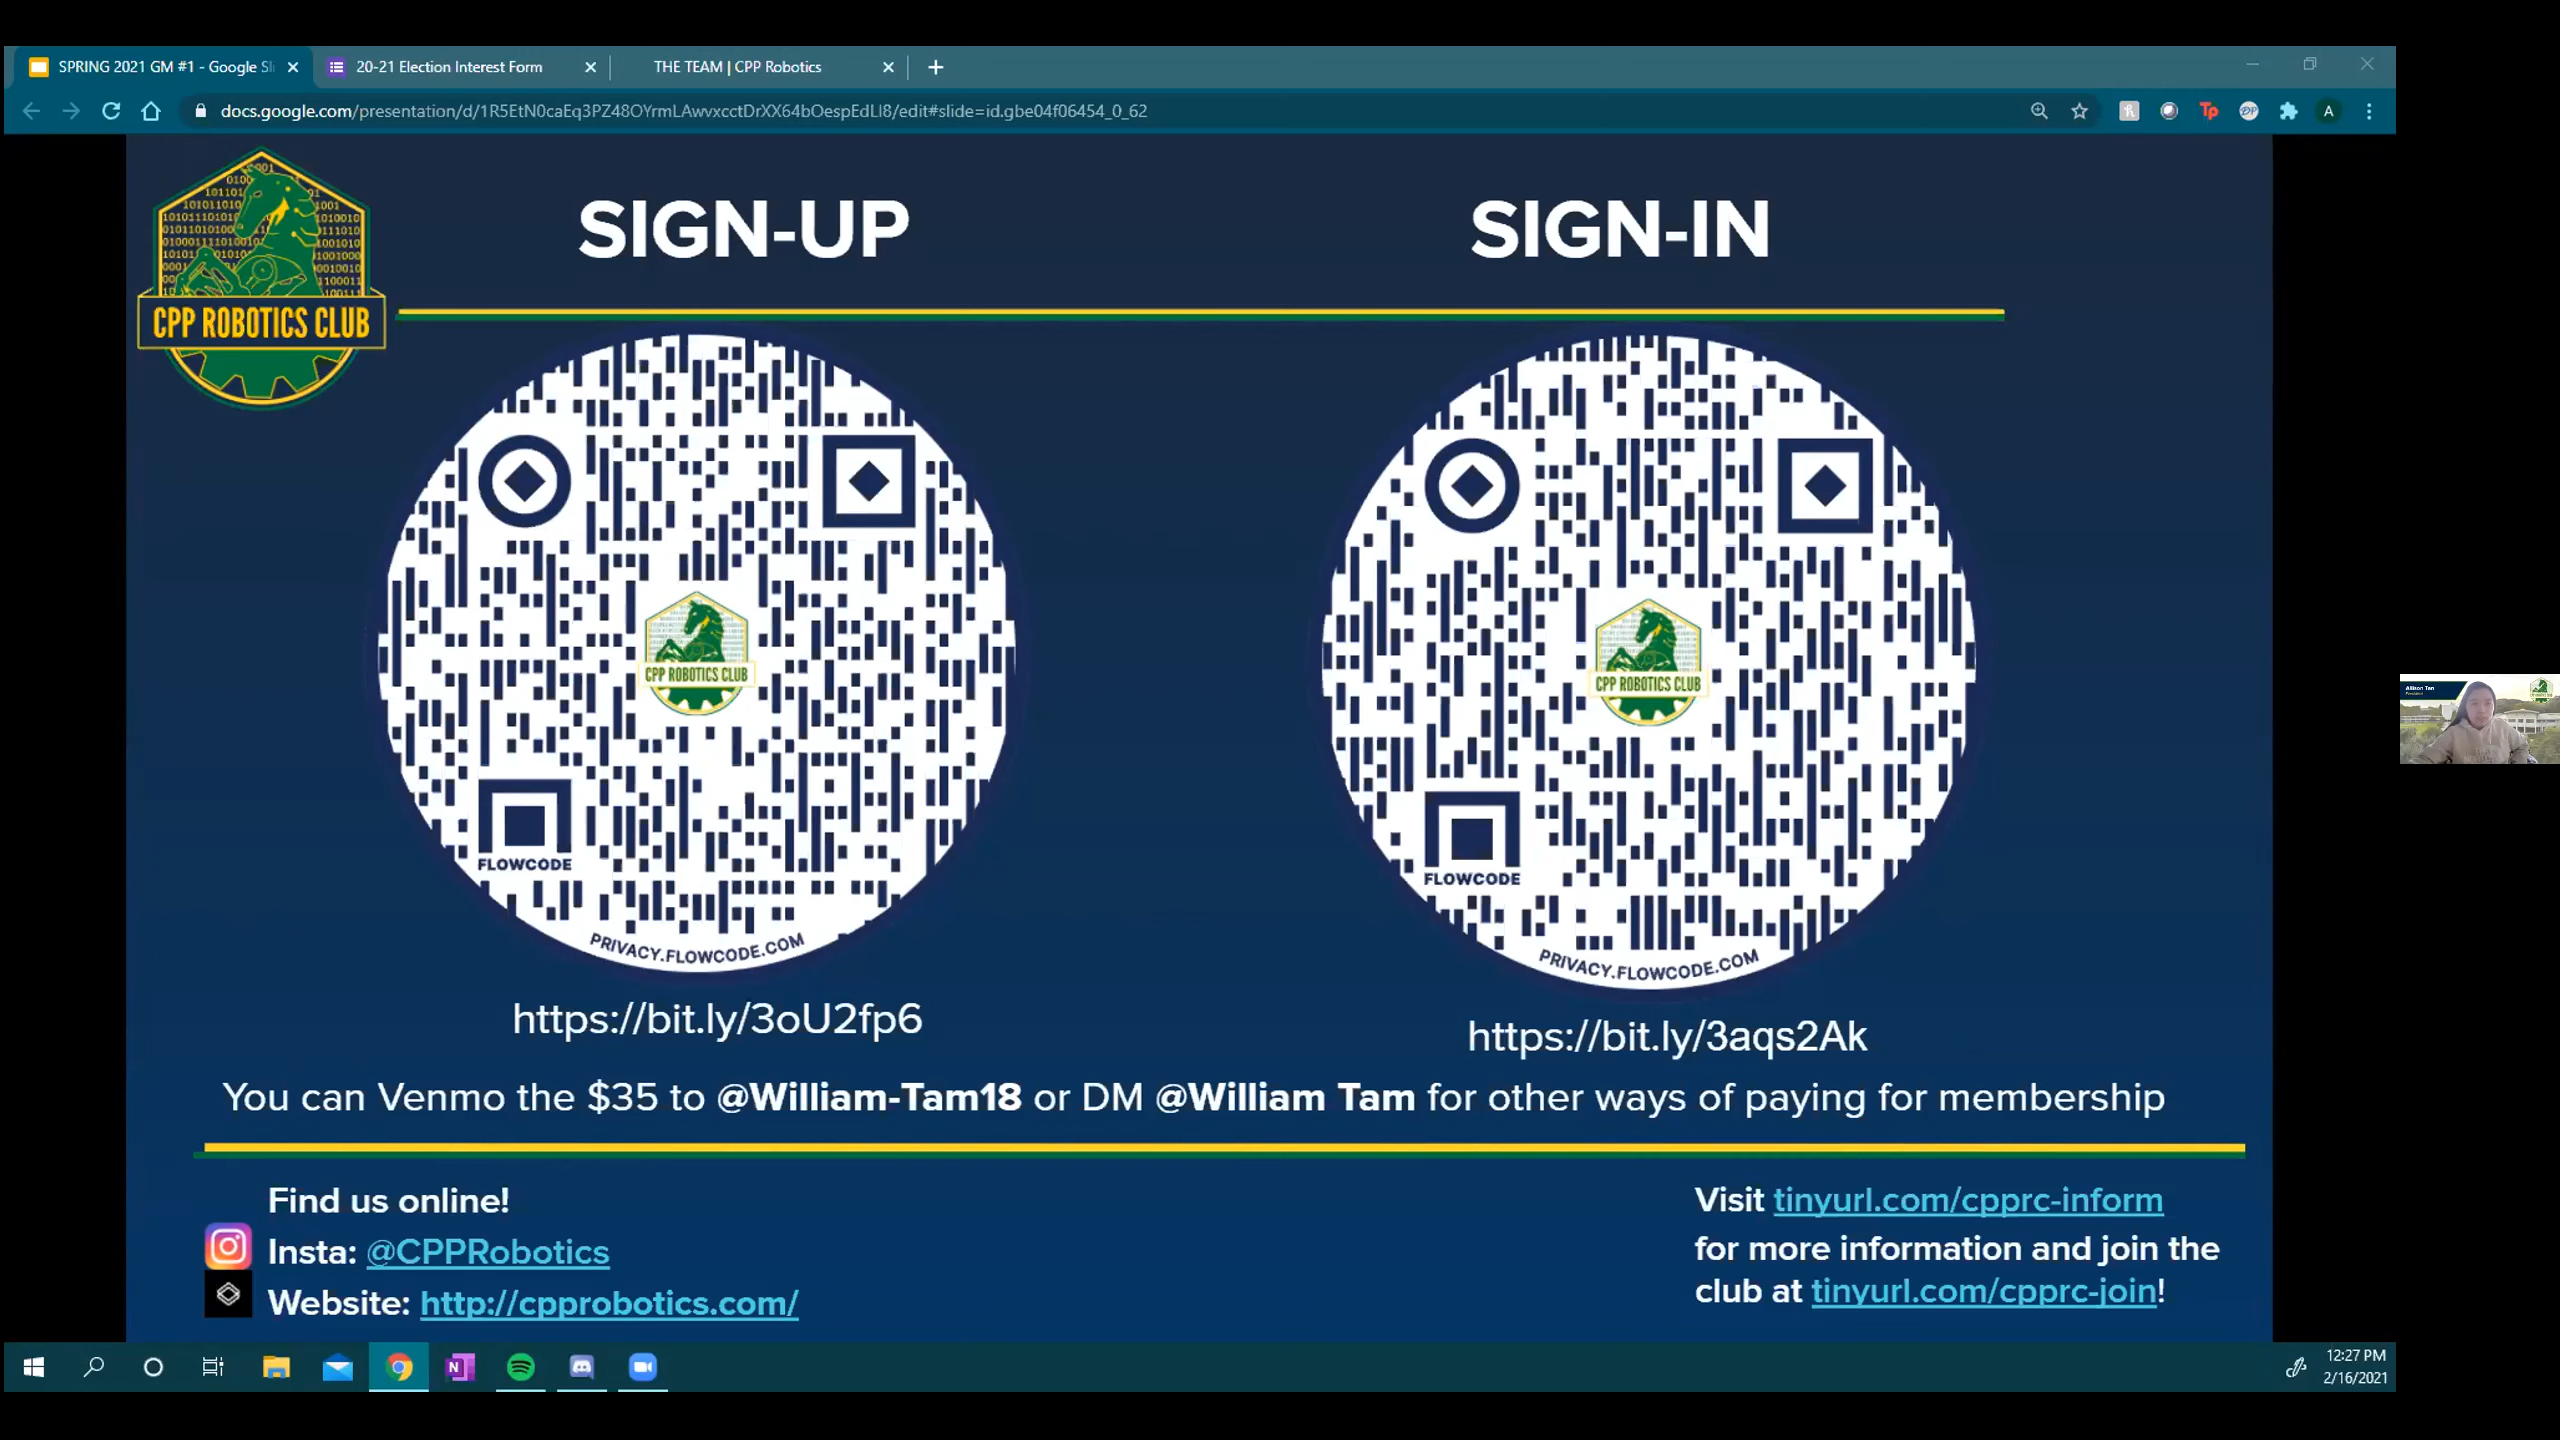 SPRING 2021 GM #1 - Google Sli
20-21 Election Interest Form
THE TEAM | CPP Robotics
docs.google.com/presentation/d/1R5EtN0caEq3PZ48OYrmLAwvxcctDrXX64bOespEdLI8/edit#slide=id.gbe04f06454_0_62
Tp
A
CPP ROBOTICS CLUB
SIGN-UP
SIGN-IN
CPP ROBOTICS CLUB
CPP ROBOTICS CLUB
FLOWCODE
FLOWCODE
PRIVACY.FLOWCODE.COM
PRIVACY.FLOWCODE.COM
https://bit.ly/3oU2fp6
https://bit.ly/3aqs2Ak
Allison Tan
You can Venmo the $35 to @William-Tam18 or DM @William Tam for other ways of paying for membership
Find us online!
Insta: @CPPRobotics
Website: http://cpprobotics.com/
Visit tinyurl.com/cpprc-inform
for more information and join the
club at tinyurl.com/cpprc-join!
12:27 PM
2/16/2021